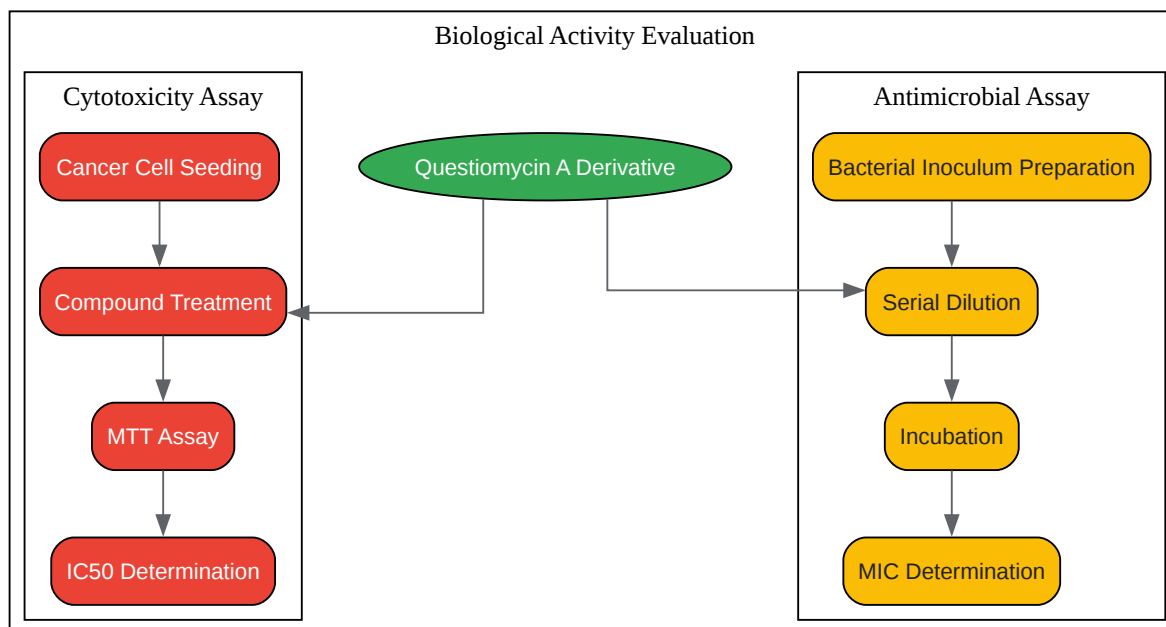 Biological Activity Evaluation
Cytotoxicity Assay
Cancer Cell Seeding
Compound Treatment
MTT Assay
IC50 Determination
Questiomycin A Derivative
Antimicrobial Assay
Bacterial Inoculum Preparation
Serial Dilution
Incubation
MIC Determination